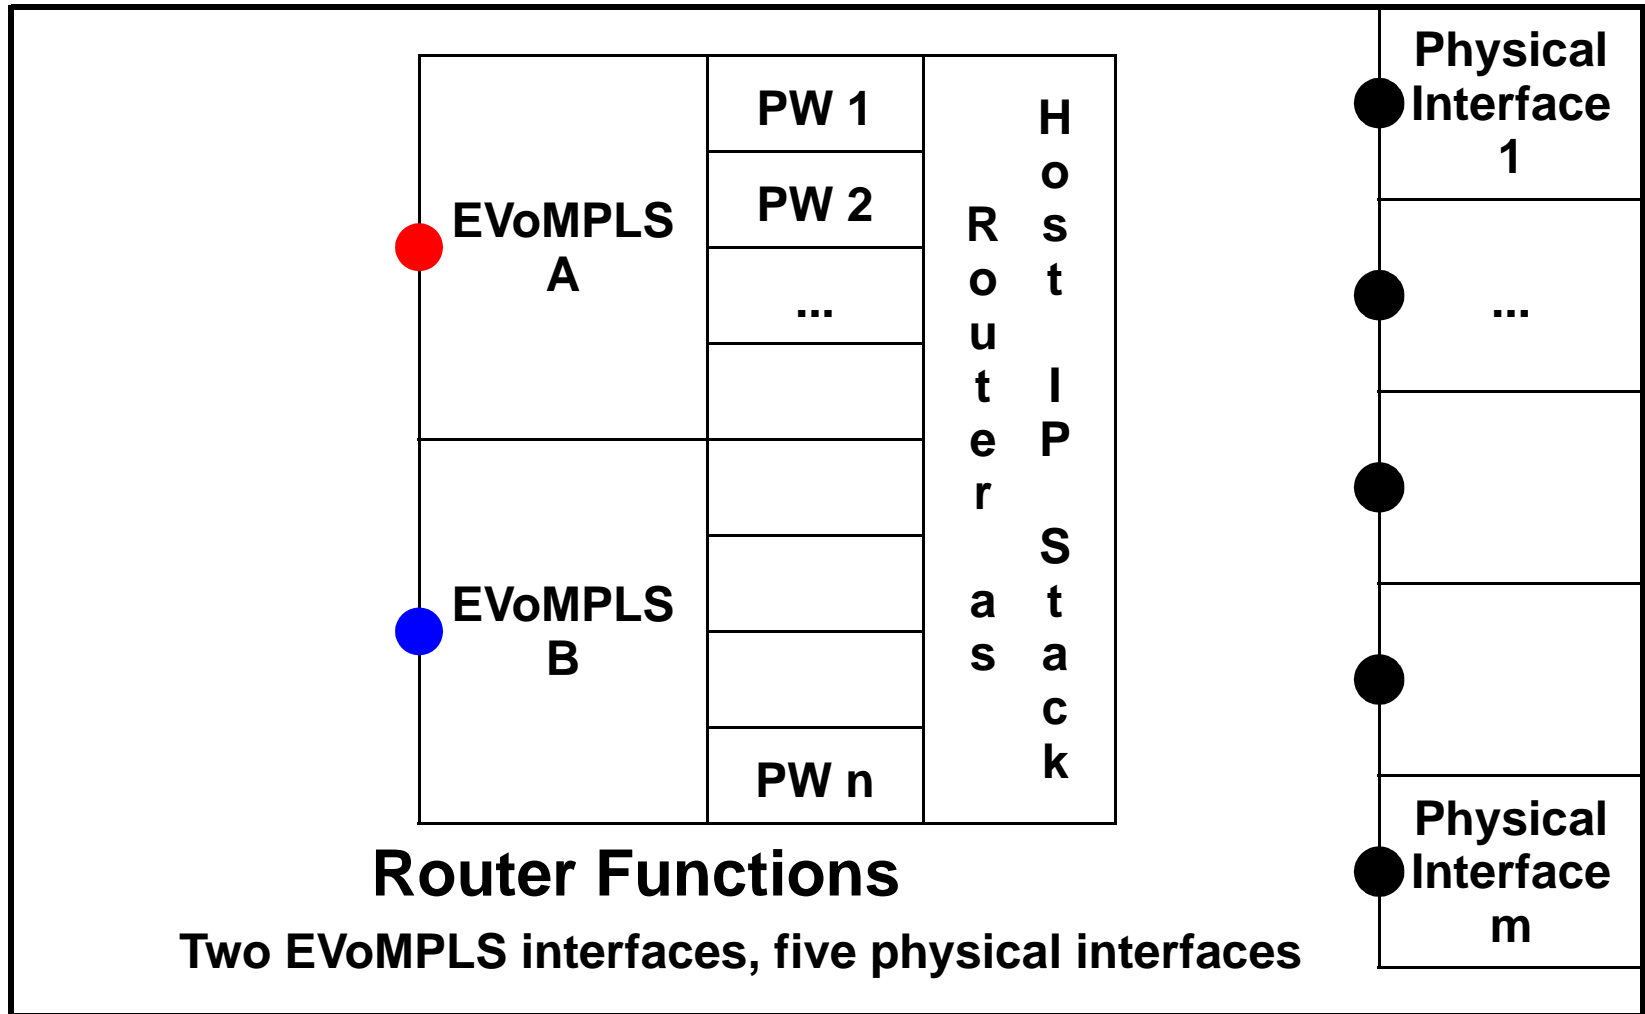 EVoMPLS
A
EVoMPLS
B
PW 1
PW 2
...
PW n
Router as
Host IP Stack
Physical
Interface
1
...
Physical
Interface
m
Router Functions
Two EVoMPLS interfaces, five physical interfaces